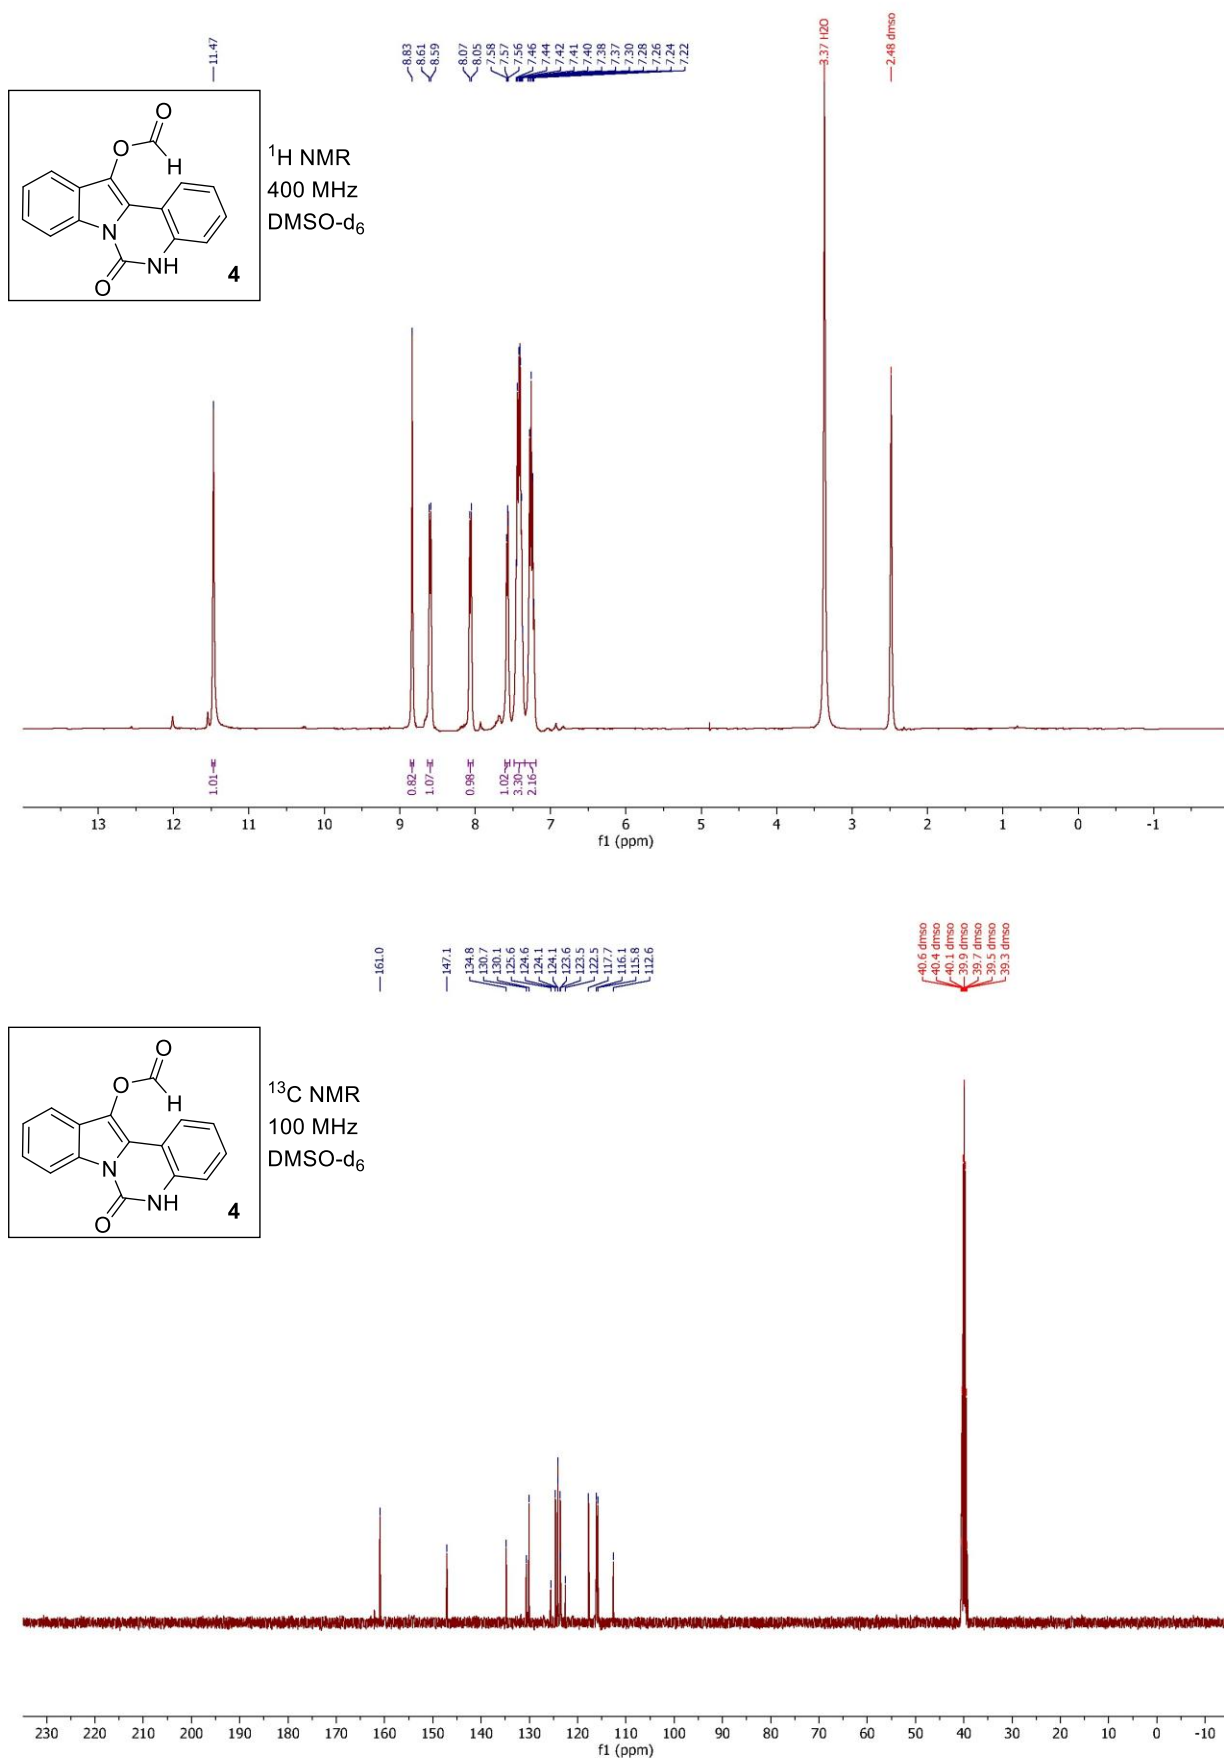 11.47
8.83
8.61
8.59
8.07
8.05
7.58
7.57
7.56
7.46
7.44
7.42
7.41
7.40
7.38
7.37
7.30
7.28
7.26
7.24
7.22
3.37 H2O
2.48 dmso
O
O
H
N
NH
O
4
¹H NMR
400 MHz
DMSO-d₆
1.01
0.82
1.07
0.98
1.02
3.30
2.16
13 12 11 10 9 8 7 6 5 4 3 2 1 0 -1
f1 (ppm)
161.0
147.1
134.8
130.7
130.1
125.6
124.6
124.1
124.1
123.6
123.5
122.5
117.7
116.1
115.8
112.6
40.6 dmso
40.4 dmso
40.1 dmso
39.9 dmso
39.7 dmso
39.5 dmso
39.3 dmso
O
O
H
N
NH
O
4
¹³C NMR
100 MHz
DMSO-d₆
230 220 210 200 190 180 170 160 150 140 130 120 110 100 90 80 70 60 50 40 30 20 10 0 -10
f1 (ppm)